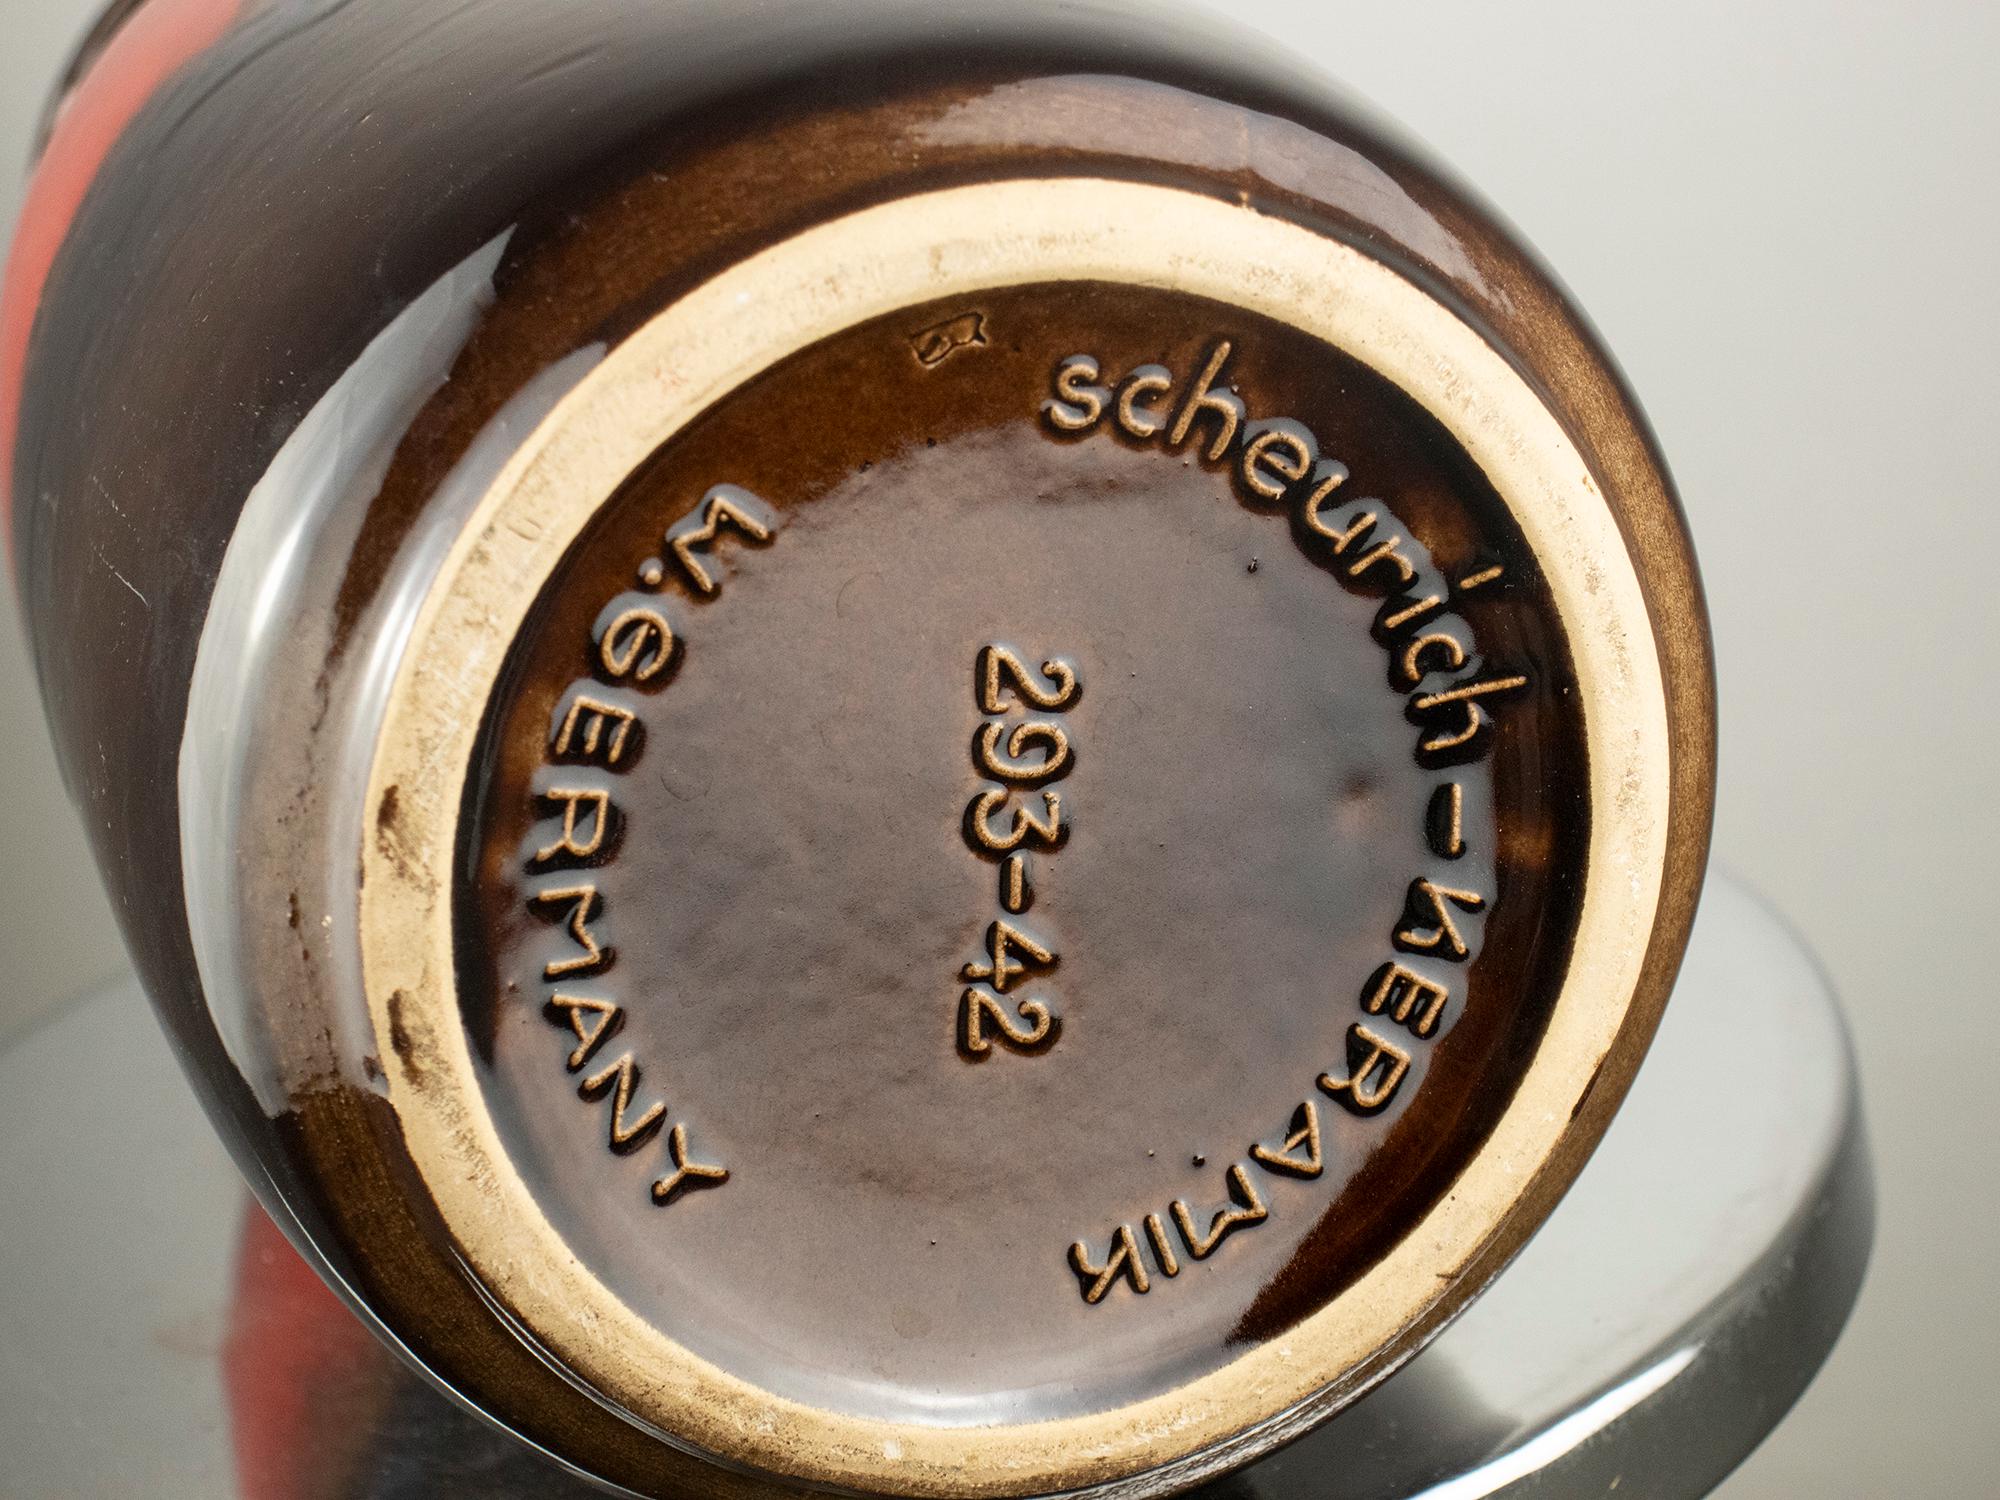 scheurich-KERAMIK
293-42
W.GERMANY